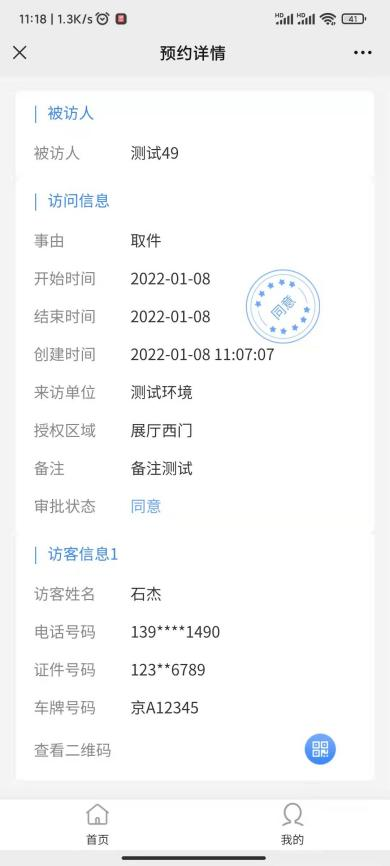 11:18 | 1.3K/s
HD HD 41
预约详情
被访人
被访人 测试49
访问信息
事由 取件
开始时间 2022-01-08
结束时间 2022-01-08
同意
创建时间 2022-01-08 11:07:07
来访单位 测试环境
授权区域 展厅西门
备注 备注测试
审批状态 同意
访客信息1
访客姓名 石杰
电话号码 139****1490
证件号码 123**6789
车牌号码 京A12345
查看二维码
首页 我的